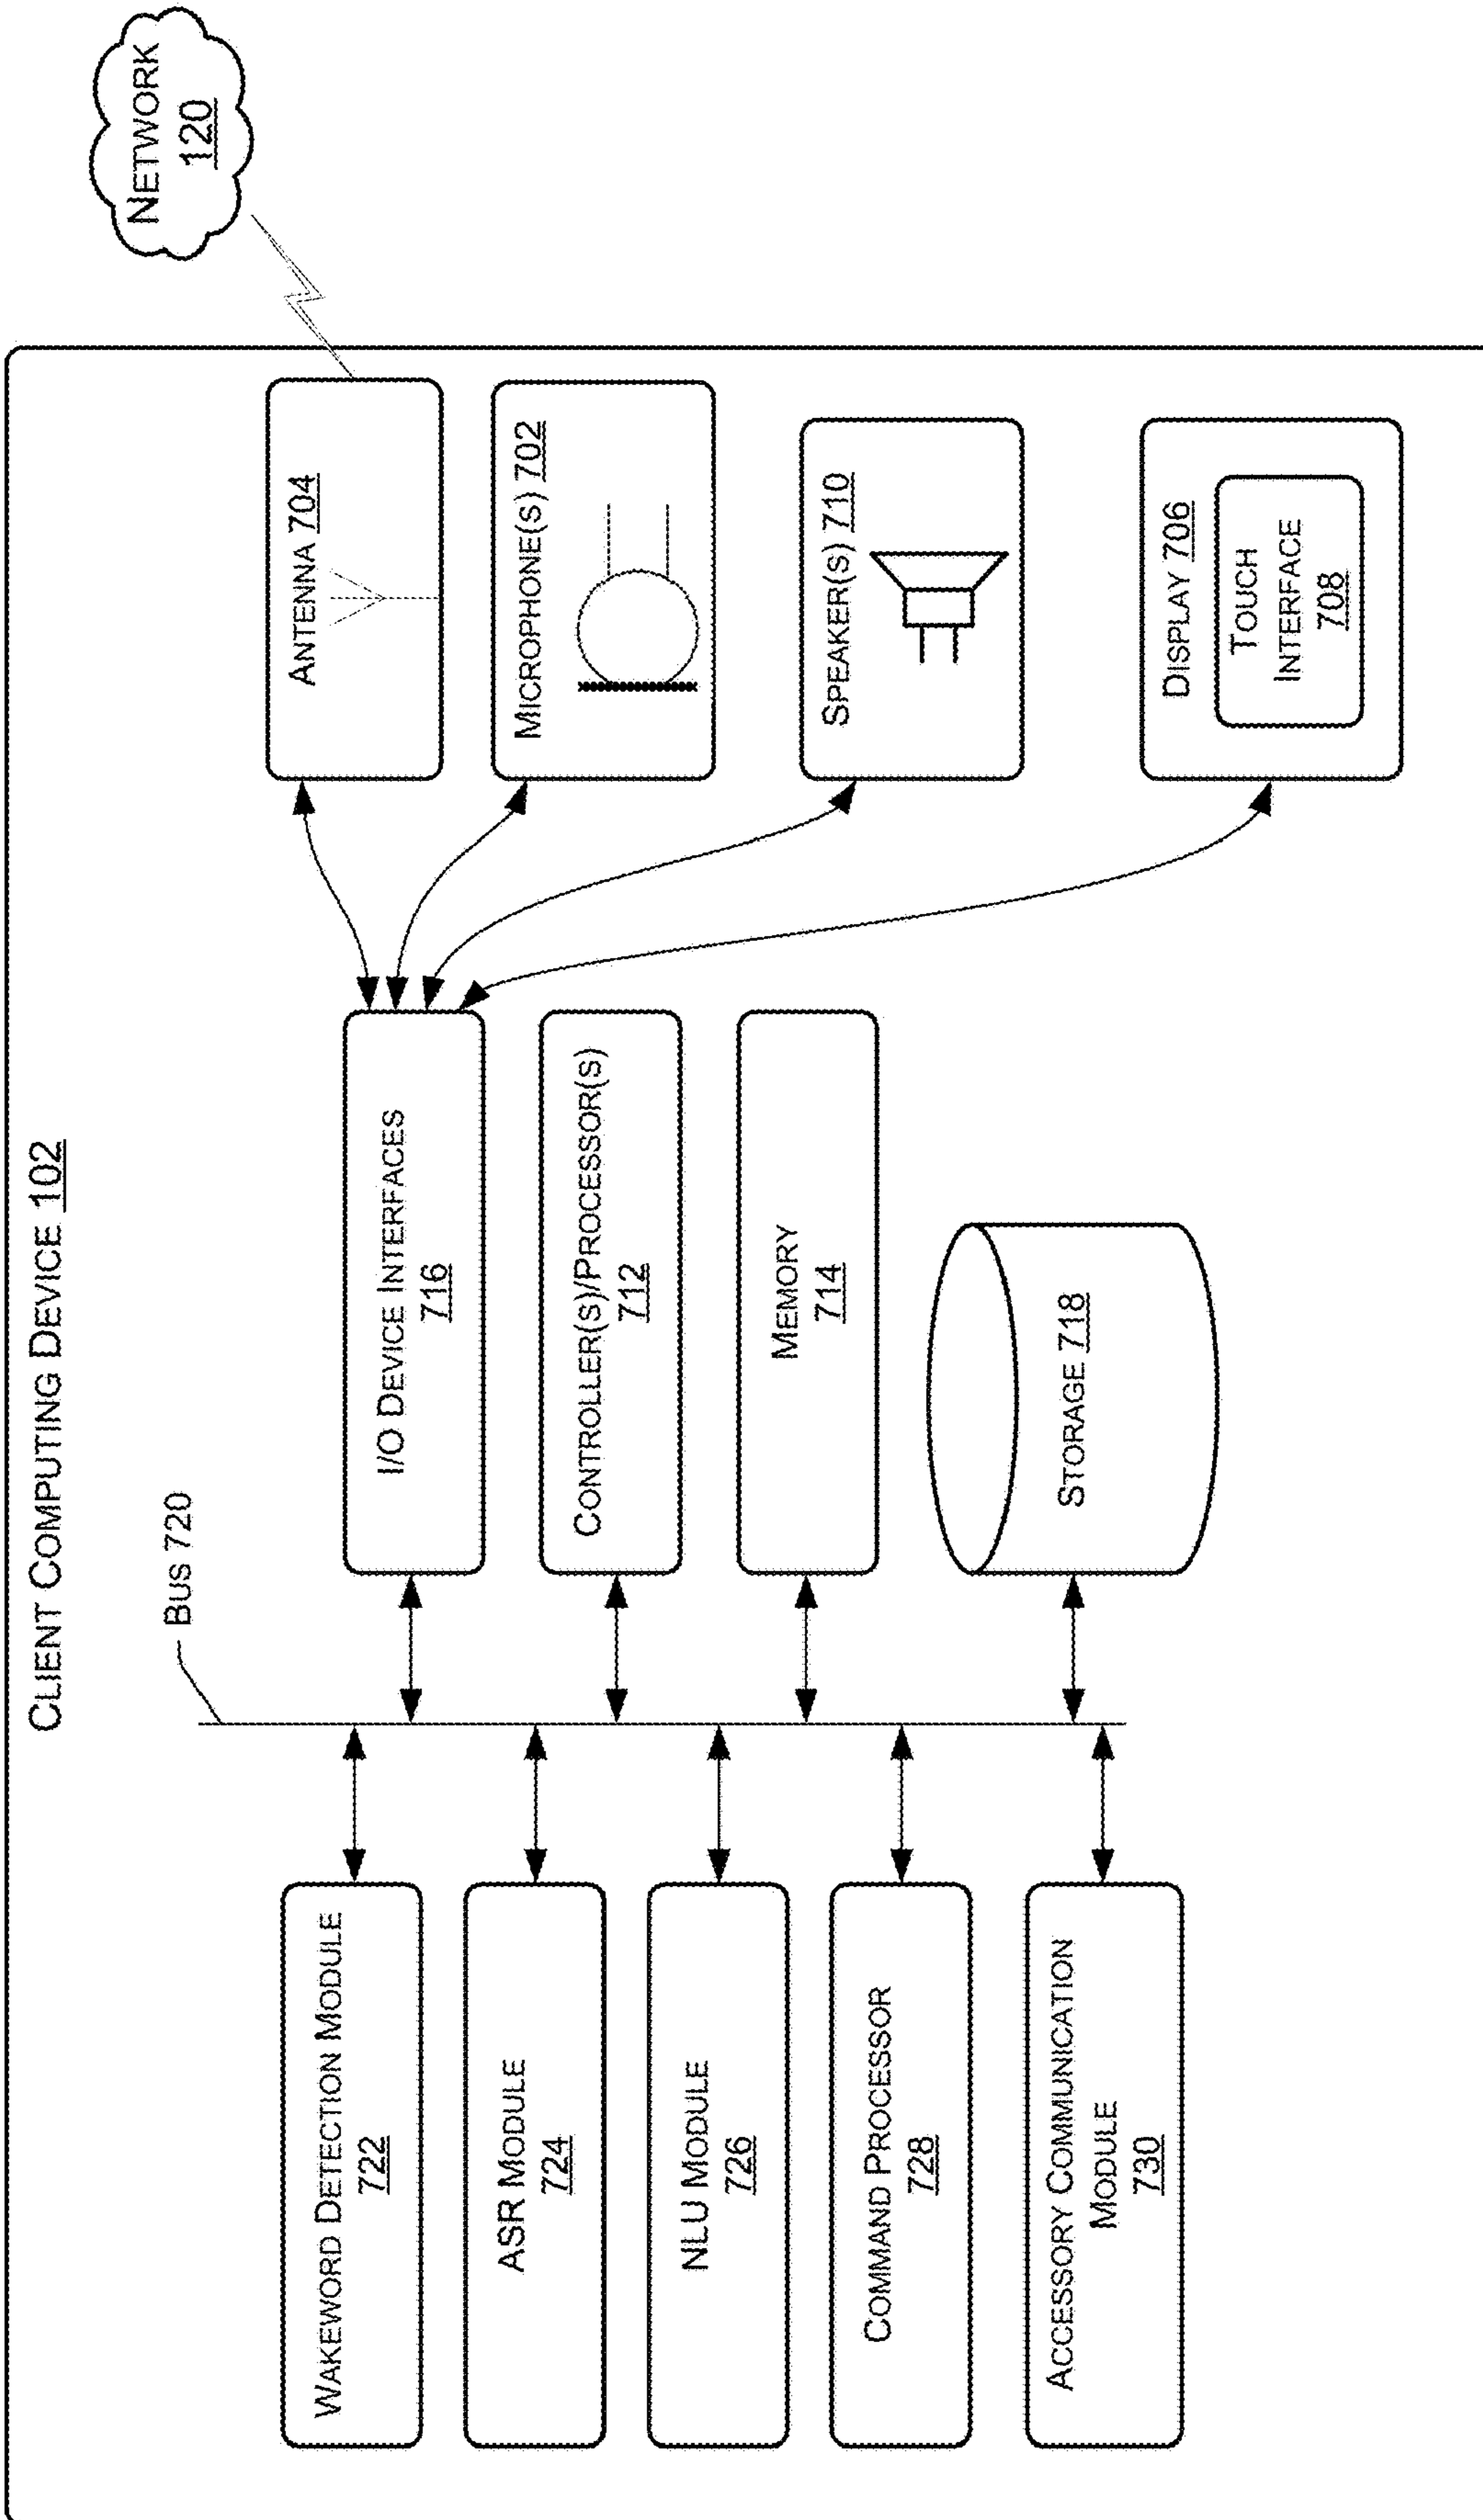 CLIENT COMPUTING DEVICE 102
BUS 720
WAKEWORD DETECTION MODULE
722
ASR MODULE
724
NLU MODULE
726
COMMAND PROCESSOR
728
ACCESSORY COMMUNICATION
MODULE
730
I/O DEVICE INTERFACES
716
CONTROLLER(S)/PROCESSOR(S)
712
MEMORY
714
STORAGE 718
ANTENNA 704
MICROPHONE(S) 702
SPEAKER(S) 710
DISPLAY 706
TOUCH
INTERFACE
708
NETWORK
120